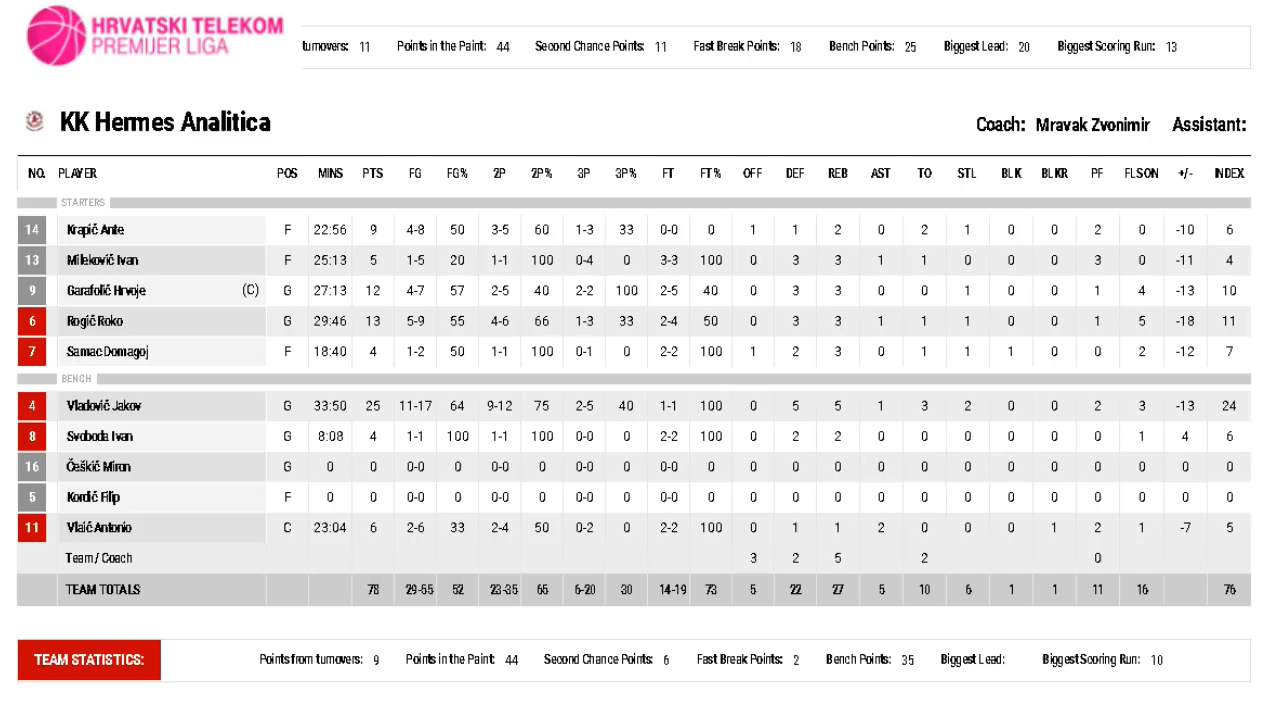 HRVATSKI TELEKOM
PREMIJER LIGA
turnovers: 11 Points in the Paint: 44 Second Chance Points: 11 Fast Break Points: 18 Bench Points: 25 Biggest Lead: 20 Biggest Scoring Run: 13
KK Hermes Analitica Coach: Mravak Zvonimir Assistant:
NO. PLAYER POS MINS PTS FG FG% 2P 2P% 3P 3P% FT FT% OFF DEF REB AST TO STL BLK BLKR PF FLSON +/- INDEX
STARTERS
14 Krapić Ante F 22:56 9 4-8 50 3-5 60 1-3 33 0-0 0 1 1 2 0 2 1 0 0 2 0 -10 6
13 Mileković Ivan F 25:13 5 1-5 20 1-1 100 0-4 0 3-3 100 0 3 3 1 1 0 0 0 3 0 -11 4
9 Garafolić Hrvoje (C) G 27:13 12 4-7 57 2-5 40 2-2 100 2-5 40 0 3 3 0 0 1 0 0 1 4 -13 10
6 Rogić Roko G 29:46 13 5-9 55 4-6 66 1-3 33 2-4 50 0 3 3 1 1 1 0 0 1 5 -18 11
7 Samac Domagoj F 18:40 4 1-2 50 1-1 100 0-1 0 2-2 100 1 2 3 0 1 1 1 0 0 2 -12 7
BENCH
4 Vladović Jakov G 33:50 25 11-17 64 9-12 75 2-5 40 1-1 100 0 5 5 1 3 2 0 0 2 3 -13 24
8 Svoboda Ivan G 8:08 4 1-1 100 1-1 100 0-0 0 2-2 100 0 2 2 0 0 0 0 0 0 1 4 6
16 Češkić Miron G 0 0 0-0 0 0-0 0 0-0 0 0-0 0 0 0 0 0 0 0 0 0 0 0 0 0
5 Kordić Filip F 0 0 0-0 0 0-0 0 0-0 0 0-0 0 0 0 0 0 0 0 0 0 0 0 0 0
11 Vlaić Antonio C 23:04 6 2-6 33 2-4 50 0-2 0 2-2 100 0 1 1 2 0 0 0 1 2 1 -7 5
Team / Coach 3 2 5 2 0
TEAM TOTALS 78 29-55 52 23-35 65 6-20 30 14-19 73 5 22 27 5 10 6 1 1 11 16 76
TEAM STATISTICS: Points from turnovers: 9 Points in the Paint: 44 Second Chance Points: 6 Fast Break Points: 2 Bench Points: 35 Biggest Lead: Biggest Scoring Run: 10